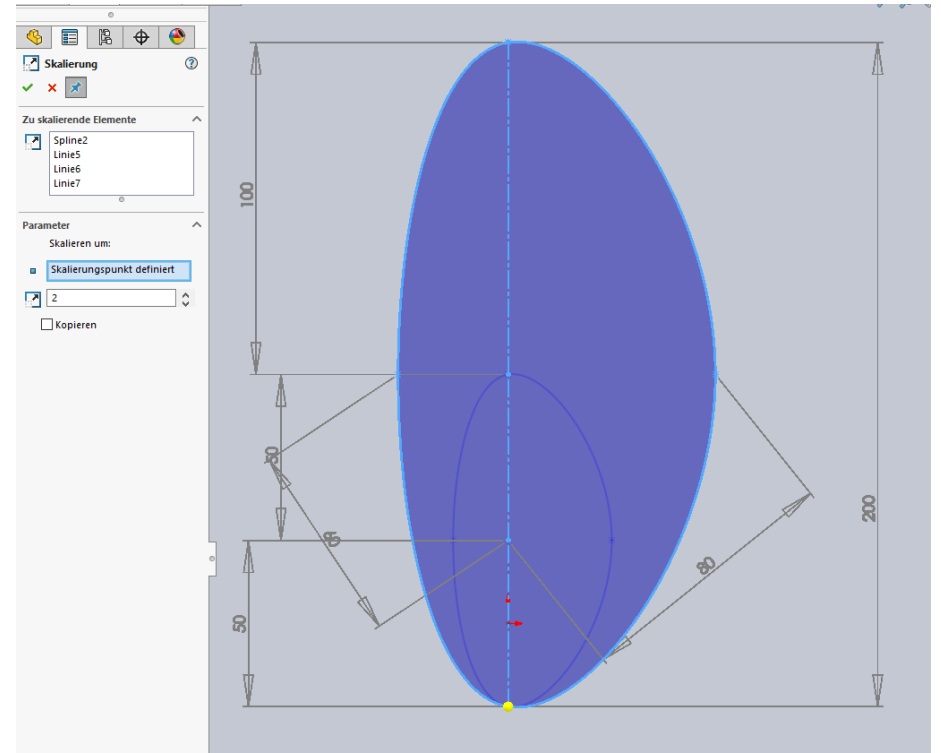 Skalierung
Zu skalierende Elemente
Spline2
Linie5
Linie6
Linie7
Parameter
Skalieren um:
Skalierungspunkt definiert
2
Kopieren
100
50
50
80
200